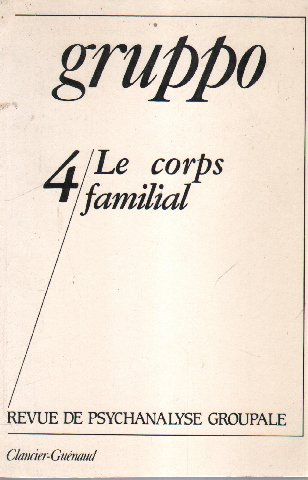 gruppo
4/Le corps
familial
REVUE DE PSYCHANALYSE GROUPALE
Clancier-Guénaud